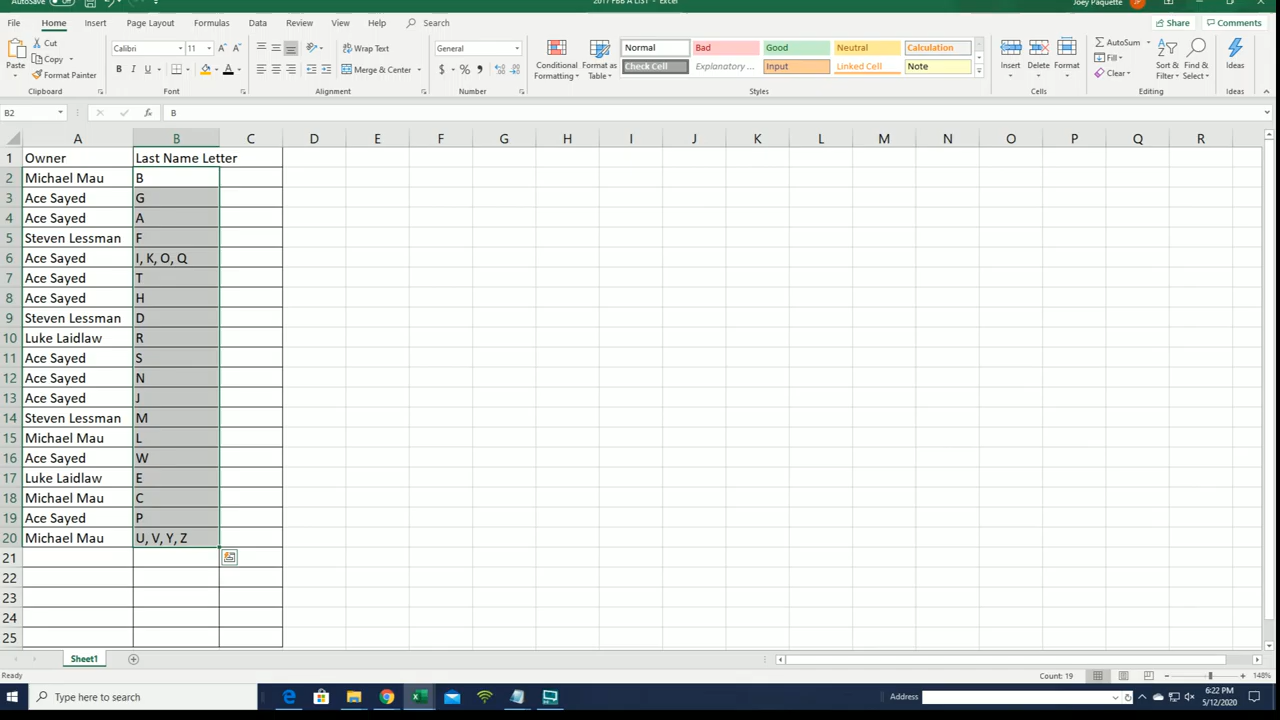 AutoSave Off 2017 FBB A LIST - Excel Joey Paquette JP
File Home Insert Page Layout Formulas Data Review View Help Search Share Comments
Paste Cut Copy Format Painter Clipboard
Calibri 11 A A B I U A Font
Wrap Text Merge & Center Alignment
General $ % , Number
Conditional Formatting Format as Table
Normal Bad Good Neutral Calculation
Check Cell Explanatory ... Input Linked Cell Note
Styles
Insert Delete Format Cells
AutoSum Fill Clear Sort & Filter Find & Select Editing
Ideas Ideas
B2 fx B
A B C D E F G H I J K L M N O P Q R
1 Owner Last Name Letter
2 Michael Mau B
3 Ace Sayed G
4 Ace Sayed A
5 Steven Lessman F
6 Ace Sayed I, K, O, Q
7 Ace Sayed T
8 Ace Sayed H
9 Steven Lessman D
10 Luke Laidlaw R
11 Ace Sayed S
12 Ace Sayed N
13 Ace Sayed J
14 Steven Lessman M
15 Michael Mau L
16 Ace Sayed W
17 Luke Laidlaw E
18 Michael Mau C
19 Ace Sayed P
20 Michael Mau U, V, Y, Z
21
22
23
24
25
Sheet1
Ready Count: 19 148%
Type here to search Address 6:22 PM
5/12/2020